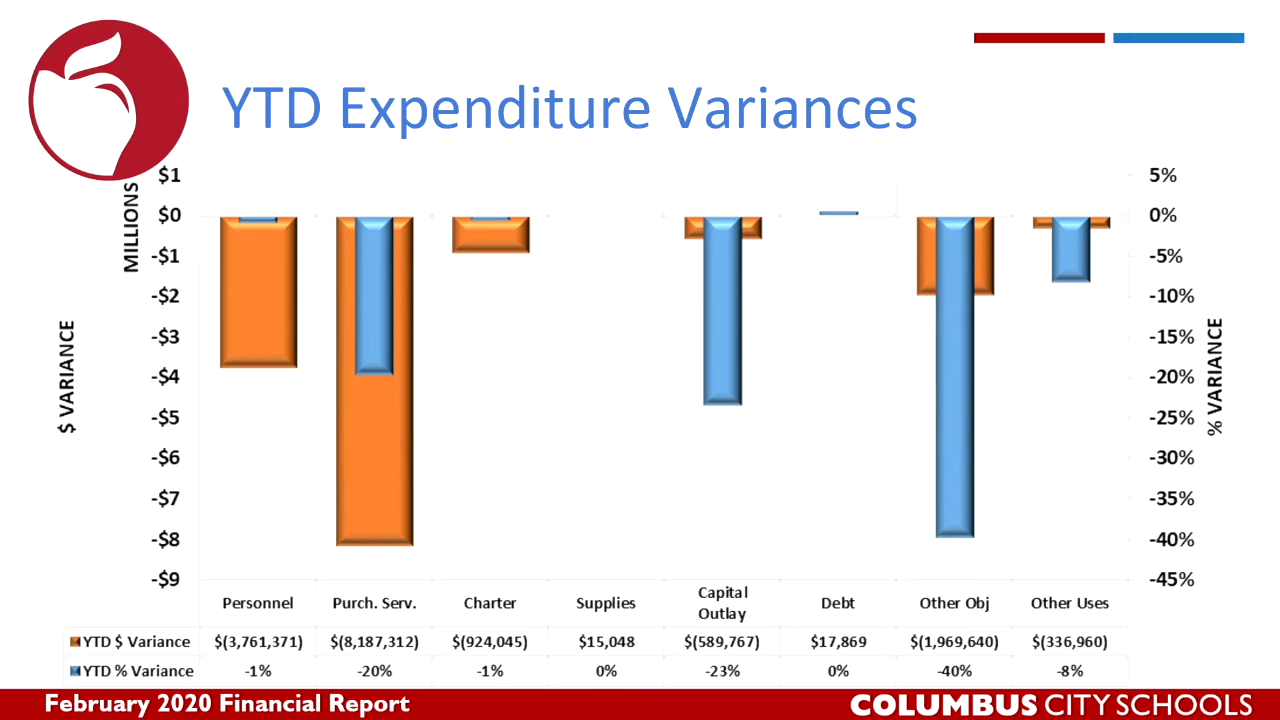 YTD Expenditure Variances
MILLIONS
$ VARIANCE
$1
$0
-$1
-$2
-$3
-$4
-$5
-$6
-$7
-$8
-$9
5%
0%
-5%
-10%
-15%
-20%
-25%
-30%
-35%
-40%
-45%
% VARIANCE
Personnel Purch. Serv. Charter Supplies Capital Outlay Debt Other Obj Other Uses
YTD $ Variance $(3,761,371) $(8,187,312) $(924,045) $15,048 $(589,767) $17,869 $(1,969,640) $(336,960)
YTD % Variance -1% -20% -1% 0% -23% 0% -40% -8%
February 2020 Financial Report
COLUMBUS CITY SCHOOLS